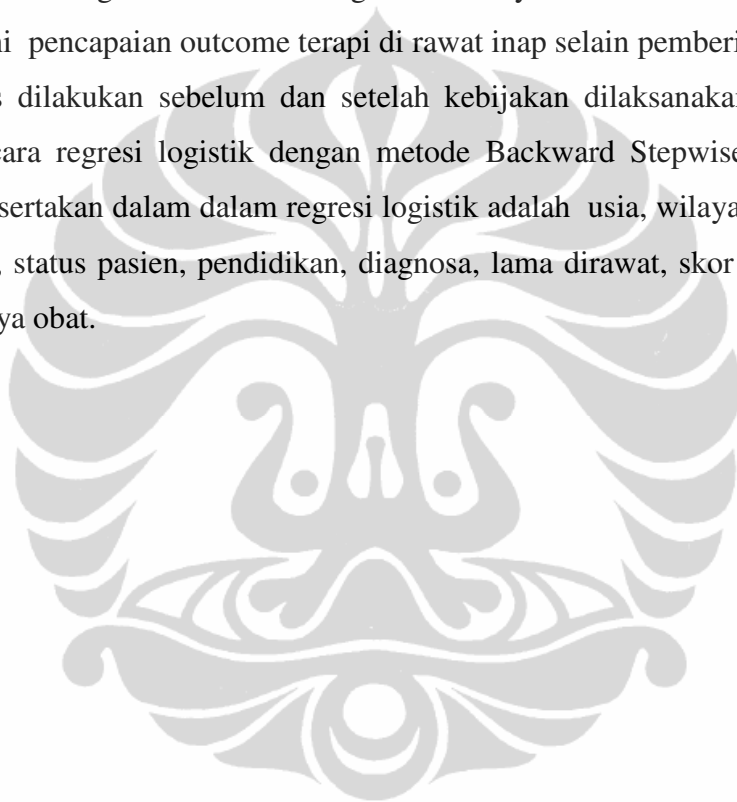 ni pencapaian outcome terapi di rawat inap selain pemberi
s dilakukan sebelum dan setelah kebijakan dilaksanakan
cara regresi logistik dengan metode Backward Stepwise
sertakan dalam dalam regresi logistik adalah usia, wilaya
, status pasien, pendidikan, diagnosa, lama dirawat, skor
ya obat.